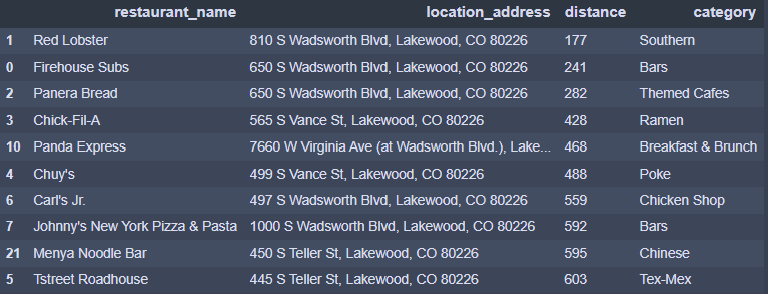 restaurant_name location_address distance category
1 Red Lobster 810 S Wadsworth Blvd, Lakewood, CO 80226 177 Southern
0 Firehouse Subs 650 S Wadsworth Blvd, Lakewood, CO 80226 241 Bars
2 Panera Bread 650 S Wadsworth Blvd, Lakewood, CO 80226 282 Themed Cafes
3 Chick-Fil-A 565 S Vance St, Lakewood, CO 80226 428 Ramen
10 Panda Express 7660 W Virginia Ave (at Wadsworth Blvd.), Lake... 468 Breakfast & Brunch
4 Chuy's 499 S Vance St, Lakewood, CO 80226 488 Poke
6 Carl's Jr. 497 S Wadsworth Blvd, Lakewood, CO 80226 559 Chicken Shop
7 Johnny's New York Pizza & Pasta 1000 S Wadsworth Blvd, Lakewood, CO 80226 592 Bars
21 Menya Noodle Bar 450 S Teller St, Lakewood, CO 80226 595 Chinese
5 Tstreet Roadhouse 445 S Teller St, Lakewood, CO 80226 603 Tex-Mex